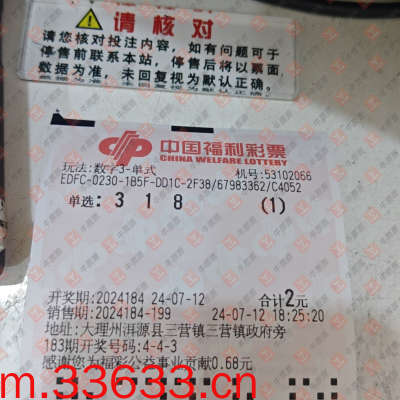 请核对
请您核对投注内容，如有问题可于
停售前联系本站，停售后将以票面
数据为准，未回复视为默认正确。
中国福利彩票
CHINA WELFARE LOTTERY
玩法:数字3-单式 机号:53102066
EDFC-0230-1B5F-DD1C-2F38/67983362/C4052
单选: 3 1 8 (1)
开奖期:2024184 24-07-12 合计2元
销售期:2024184-199 24-07-12 18:25:20
地址:大理州洱源县三营镇三营镇政府旁
183期开奖号码:4-4-3
感谢您为福彩公益事业贡献0.68元
m.33633.cn